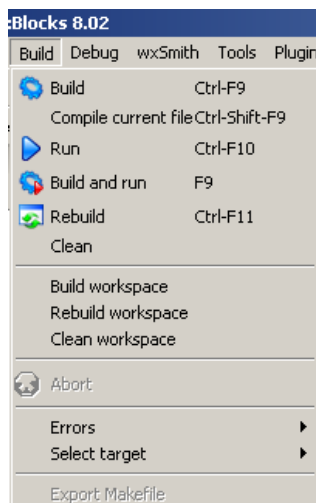 :Blocks 8.02
Build Debug wxSmith Tools Plugin
Build Ctrl-F9
Compile current file Ctrl-Shift-F9
Run Ctrl-F10
Build and run F9
Rebuild Ctrl-F11
Clean
Build workspace
Rebuild workspace
Clean workspace
Abort
Errors
Select target
Export Makefile